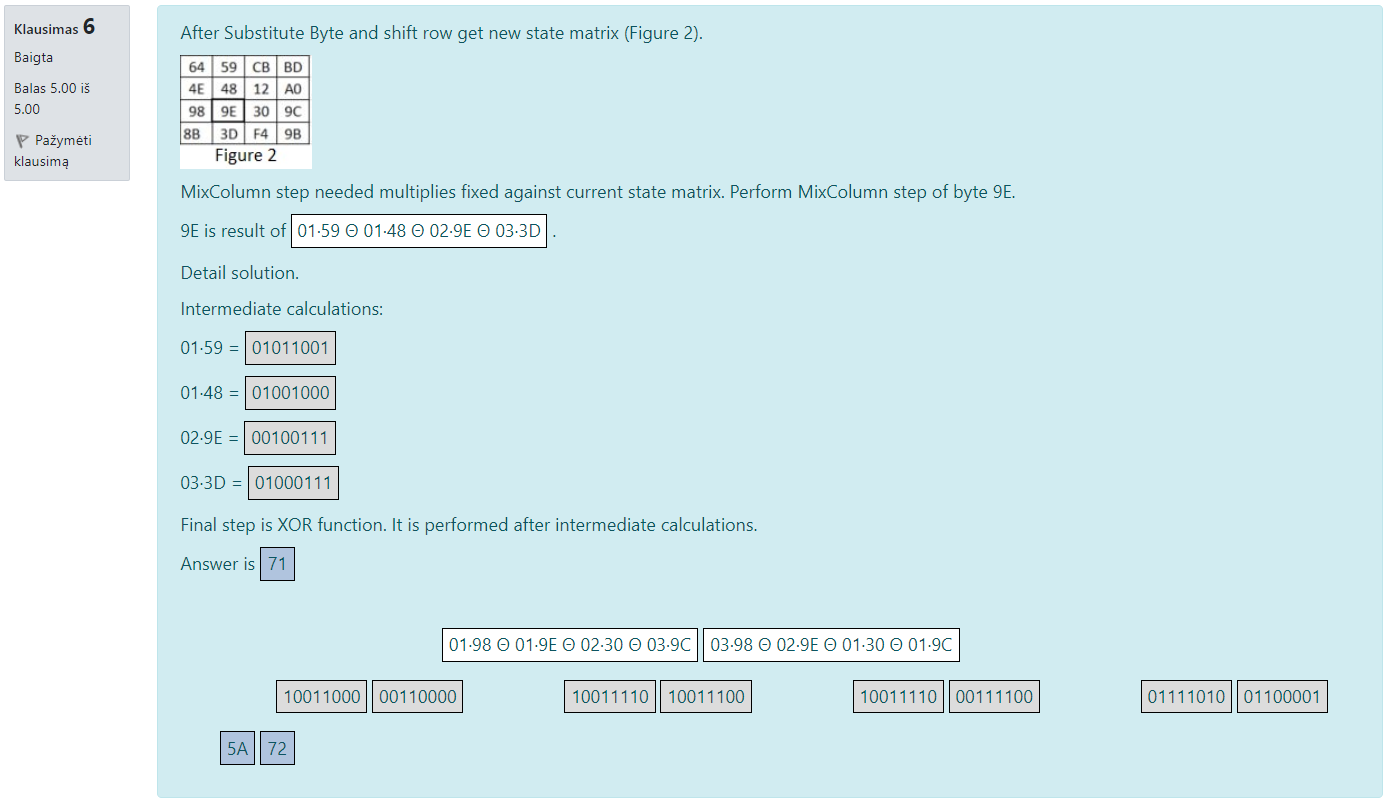 Klausimas 6
Baigta
Balas 5.00 iš
5.00
Pažymėti
klausimą
After Substitute Byte and shift row get new state matrix (Figure 2).
64 59 CB BD
4E 48 12 A0
98 9E 30 9C
8B 3D F4 9B
Figure 2
MixColumn step needed multiplies fixed against current state matrix. Perform MixColumn step of byte 9E.
9E is result of 01·59 Θ 01·48 Θ 02·9E Θ 03·3D .
Detail solution.
Intermediate calculations:
01·59 = 01011001
01·48 = 01001000
02·9E = 00100111
03·3D = 01000111
Final step is XOR function. It is performed after intermediate calculations.
Answer is 71
01·98 Θ 01·9E Θ 02·30 Θ 03·9C 03·98 Θ 02·9E Θ 01·30 Θ 01·9C
10011000 00110000 10011110 10011100 10011110 00111100 01111010 01100001
5A 72